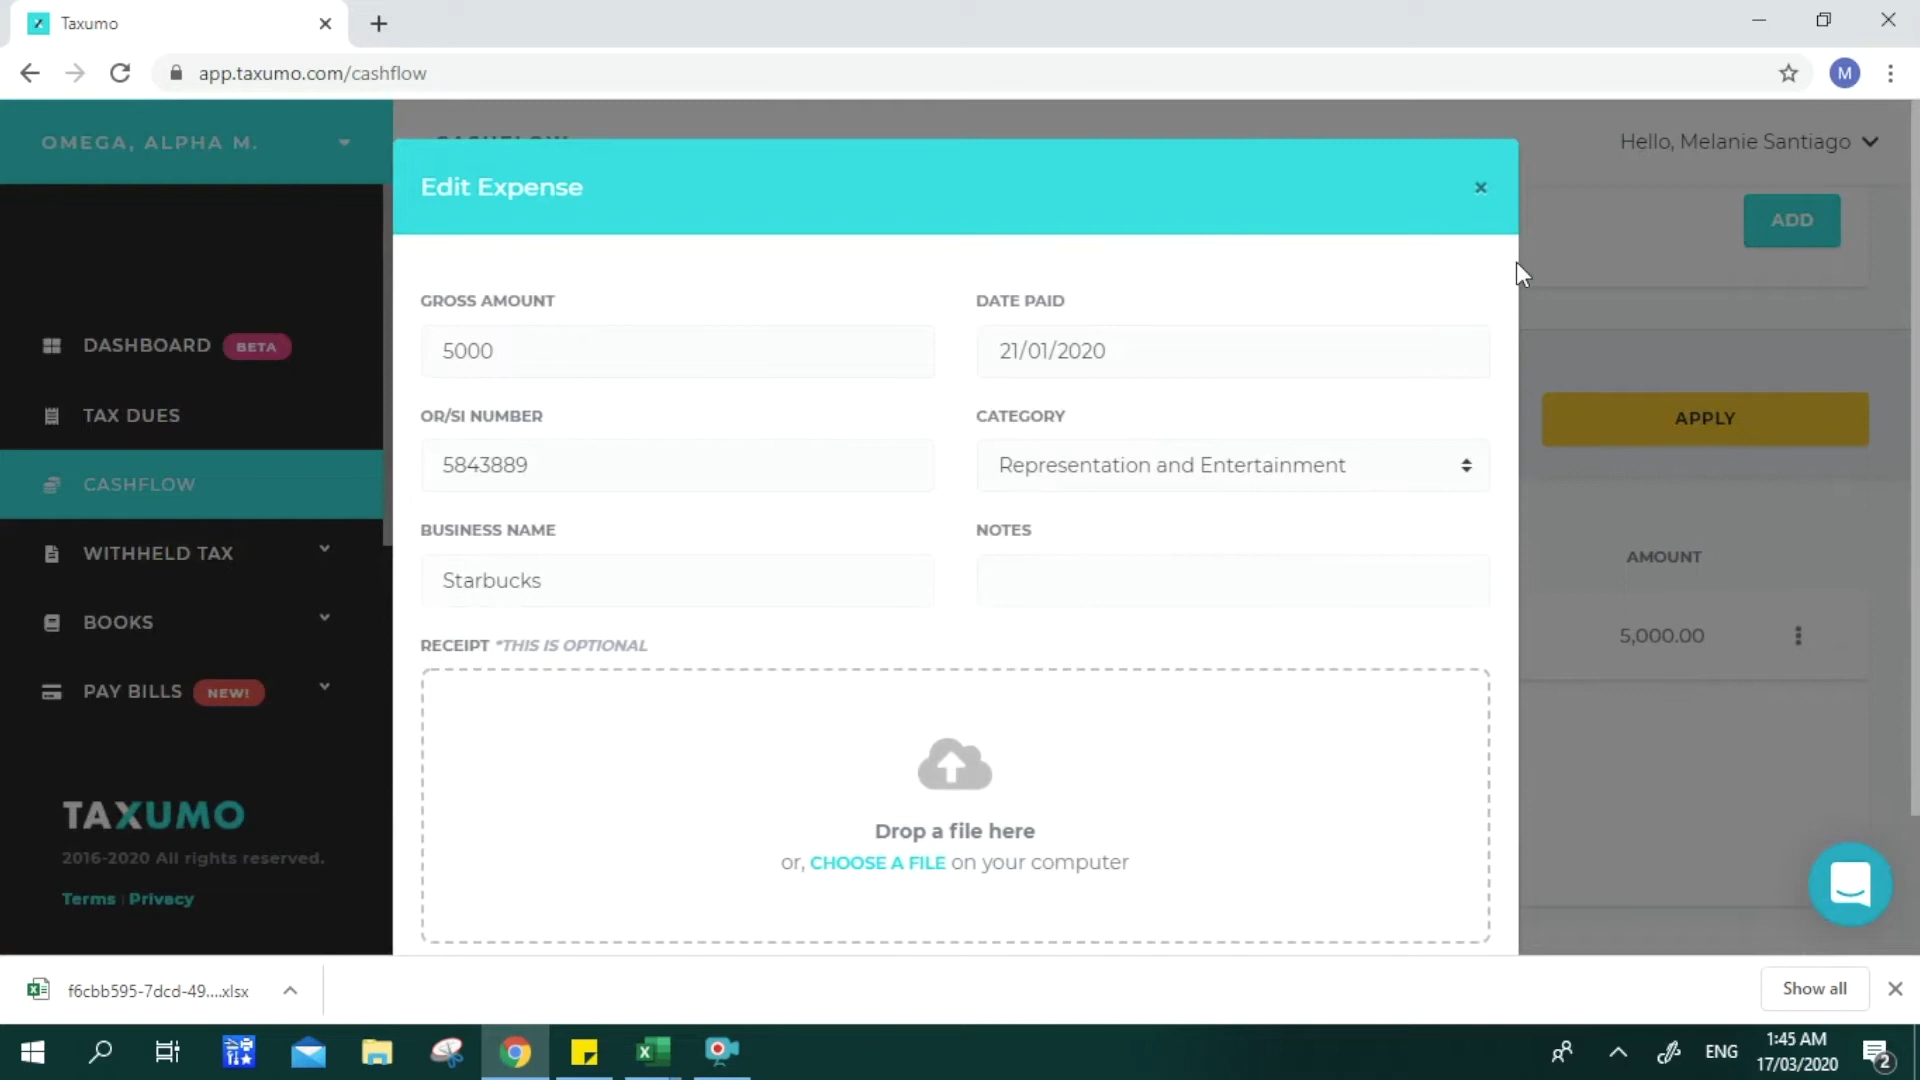 Taxumo
app.taxumo.com/cashflow
M
OMEGA, ALPHA M.
Hello, Melanie Santiago
Edit Expense
×
ADD
GROSS AMOUNT
DATE PAID
5000
21/01/2020
DASHBOARD BETA
OR/SI NUMBER
CATEGORY
TAX DUES
APPLY
5843889
Representation and Entertainment
CASHFLOW
BUSINESS NAME
NOTES
WITHHELD TAX
AMOUNT
Starbucks
BOOKS
5,000.00
RECEIPT *THIS IS OPTIONAL
PAY BILLS NEW!
TAXUMO
Drop a file here
2016-2020 All rights reserved.
or, CHOOSE A FILE on your computer
Terms | Privacy
f6cbb595-7dcd-49....xlsx
Show all
ENG
1:45 AM
17/03/2020
2